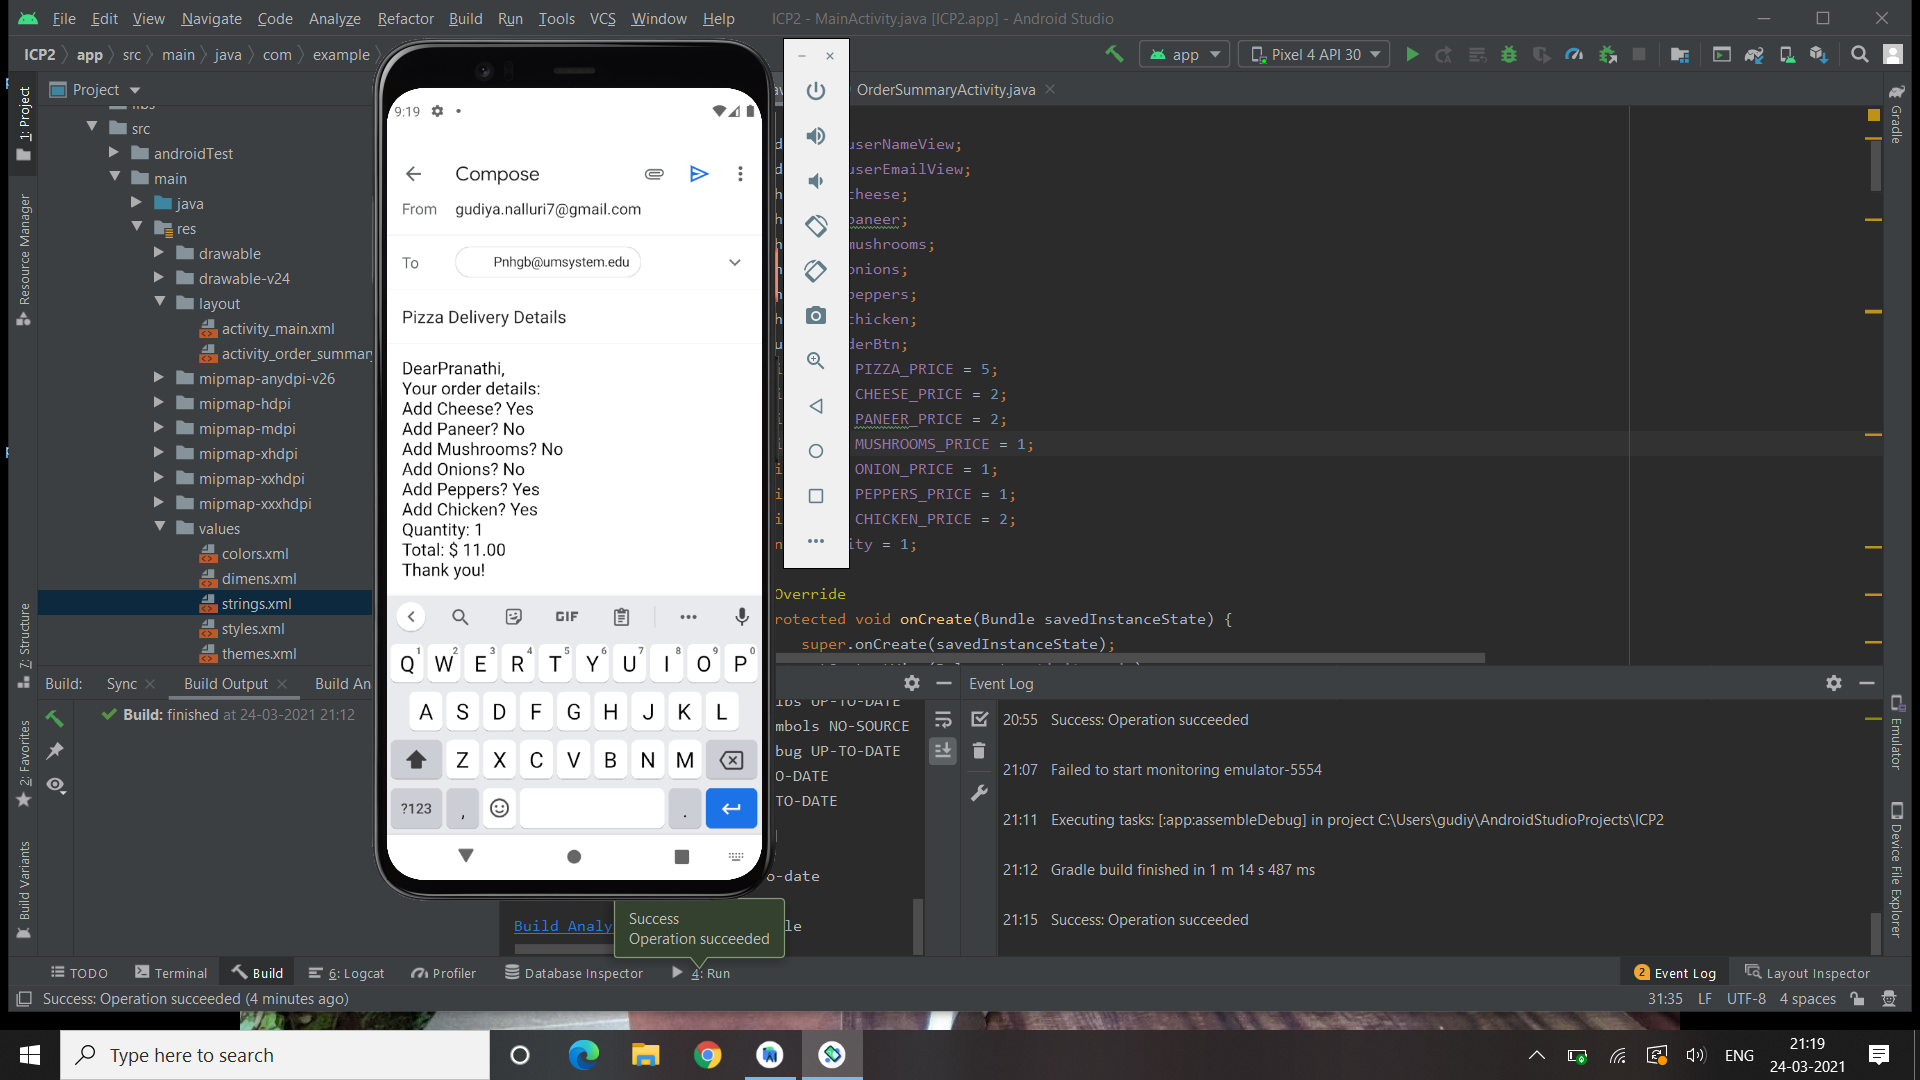 File Edit View Navigate Code Analyze Refactor Build Run Tools VCS Window Help ICP2 - MainActivity.java [ICP2.app] - Android Studio
ICP2 app src main java com example
app Pixel 4 API 30
Project
OrderSummaryActivity.java
1: Project
Resource Manager
Z: Structure
2: Favorites
Build Variants
libs
src
androidTest
main
java
res
drawable
drawable-v24
layout
activity_main.xml
activity_order_summary
mipmap-anydpi-v26
mipmap-hdpi
mipmap-mdpi
mipmap-xhdpi
mipmap-xxhdpi
mipmap-xxxhdpi
values
colors.xml
dimens.xml
strings.xml
styles.xml
themes.xml
9:19
Compose
From gudiya.nalluri7@gmail.com
To Pnhgb@umsystem.edu
Pizza Delivery Details
DearPranathi,
Your order details:
Add Cheese? Yes
Add Paneer? No
Add Mushrooms? No
Add Onions? No
Add Peppers? Yes
Add Chicken? Yes
Quantity: 1
Total: $ 11.00
Thank you!
GIF
Q W E R T Y U I O P
3 4 5 6 7 8 9 0
A S D F G H J K L
Z X C V B N M
?123 , .
userNameView;
userEmailView;
cheese;
paneer;
mushrooms;
onions;
peppers;
chicken;
derBtn;
PIZZA_PRICE = 5;
CHEESE_PRICE = 2;
PANEER_PRICE = 2;
MUSHROOMS_PRICE = 1;
ONION_PRICE = 1;
PEPPERS_PRICE = 1;
CHICKEN_PRICE = 2;
ity = 1;
Override
rotected void onCreate(Bundle savedInstanceState) {
super.onCreate(savedInstanceState);
Gradle
Emulator
Device File Explorer
Build: Sync Build Output Build An
Build: finished at 24-03-2021 21:12
ibs UP-TO-DATE
mbols NO-SOURCE
bug UP-TO-DATE
O-DATE
TO-DATE
o-date
Build Analy
le
Success
Operation succeeded
Event Log
20:55 Success: Operation succeeded
21:07 Failed to start monitoring emulator-5554
21:11 Executing tasks: [:app:assembleDebug] in project C:\Users\gudiy\AndroidStudioProjects\ICP2
21:12 Gradle build finished in 1 m 14 s 487 ms
21:15 Success: Operation succeeded
TODO Terminal Build 6: Logcat Profiler Database Inspector 4: Run 2 Event Log Layout Inspector
Success: Operation succeeded (4 minutes ago) 31:35 LF UTF-8 4 spaces
Type here to search
ENG
21:19
24-03-2021